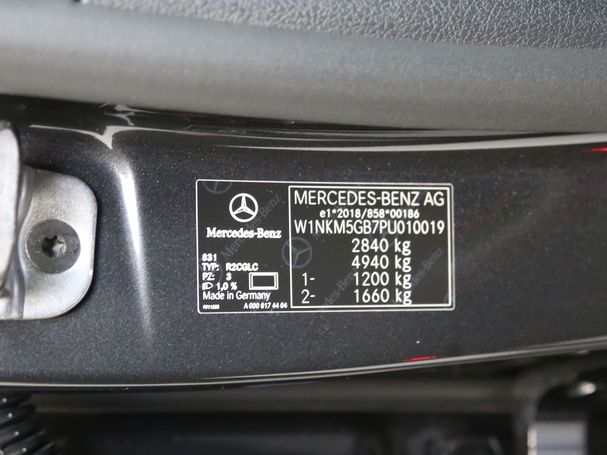 Mercedes-Benz
S31
TYP: R2CGLC
PZ: 3
1,0 %
Made in Germany
A 000 817 44 04
MERCEDES-BENZ AG
e1*2018/858*00186
W1NKM5GB7PU010019
2840 kg
4940 kg
1- 1200 kg
2- 1660 kg